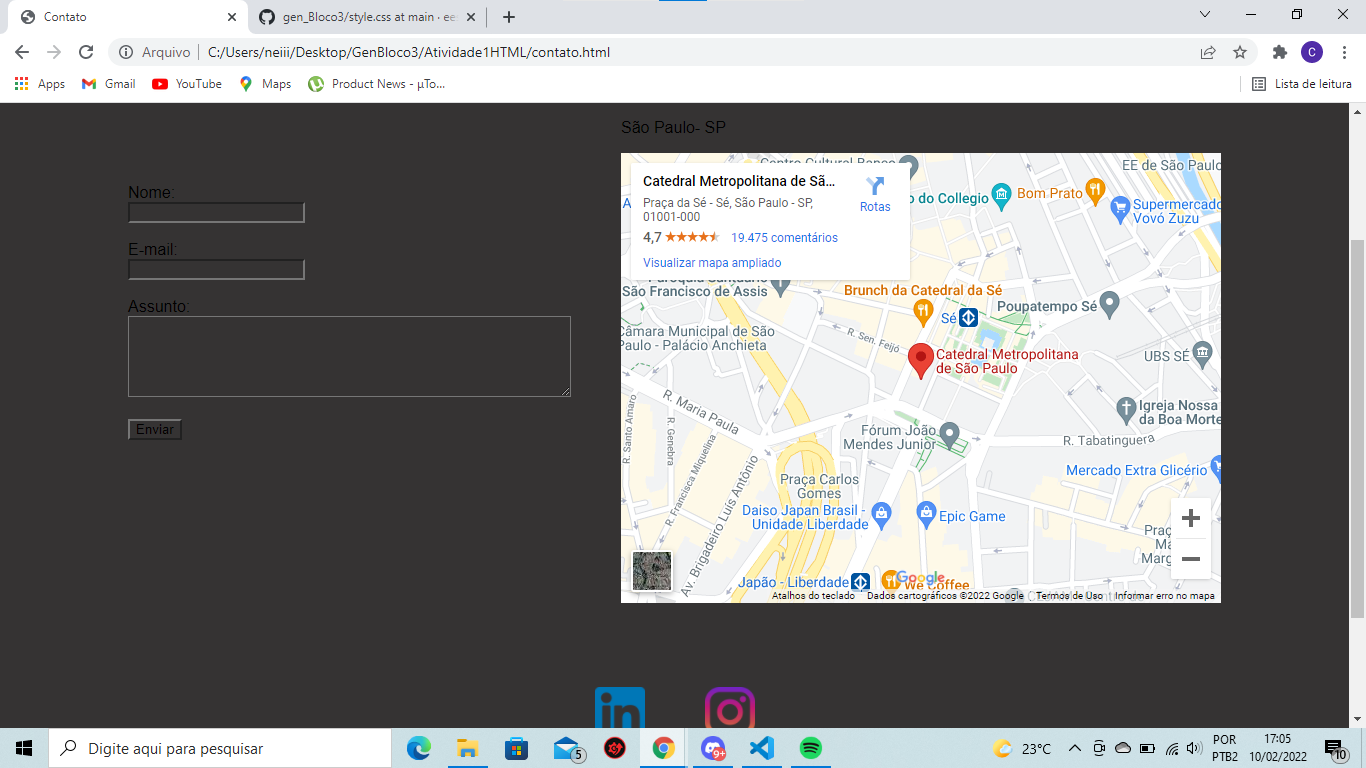 Contato
gen_Bloco3/style.css at main · ee
Arquivo
C:/Users/neiii/Desktop/GenBloco3/Atividade1HTML/contato.html
C
Apps
Gmail
YouTube
Maps
Product News - µTo...
Lista de leitura
São Paulo- SP
Nome:
E-mail:
Assunto:
Enviar
Centro Cultural Banco
EE de São Paulo
Catedral Metropolitana de Sã...
Praça da Sé - Sé, São Paulo - SP,
01001-000
4,7
19.475 comentários
Visualizar mapa ampliado
Rotas
o do Collegio
Bom Prato
Supermercado
Vovó Zuzu
São Francisco de Assis
Brunch da Catedral da Sé
Poupatempo Sé
Sé
Câmara Municipal de São
Paulo - Palácio Anchieta
R. Sen. Feijó
Catedral Metropolitana
de São Paulo
UBS SÉ
R. Maria Paula
R. Santo Amaro
R. Genebra
R. Francisca Miquelina
Av. Brigadeiro Luís Antônio
Fórum João
Mendes Junior
Igreja Nossa
da Boa Morte
R. Tabatinguera
Mercado Extra Glicério
Praça Carlos
Gomes
Daiso Japan Brasil -
Unidade Liberdade
Epic Game
Praça
Ma
Marg
Japão - Liberdade
We Coffee
Google
Atalhos do teclado
Dados cartográficos ©2022 Google
Termos de Uso
Informar erro no mapa
in
Digite aqui para pesquisar
5
9+
23°C
POR
PTB2
17:05
10/02/2022
10